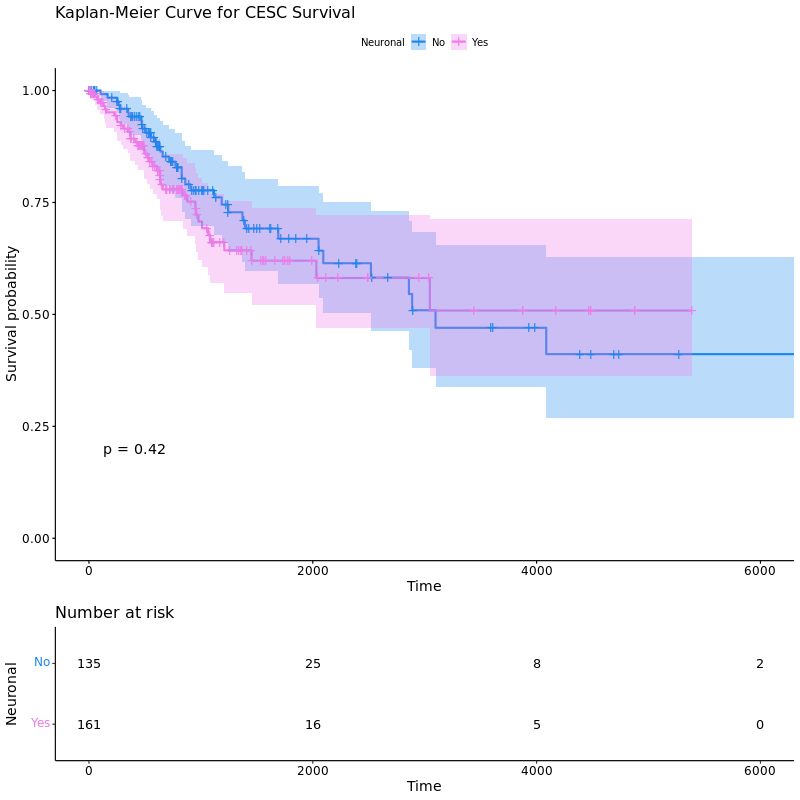 Kaplan-Meier Curve for CESC Survival
Neuronal No Yes
1.00
0.75
0.50
0.25
0.00
Survival probability
p = 0.42
0 2000 4000 6000
Time
Number at risk
Neuronal
No 135 25 8 2
Yes 161 16 5 0
0 2000 4000 6000
Time